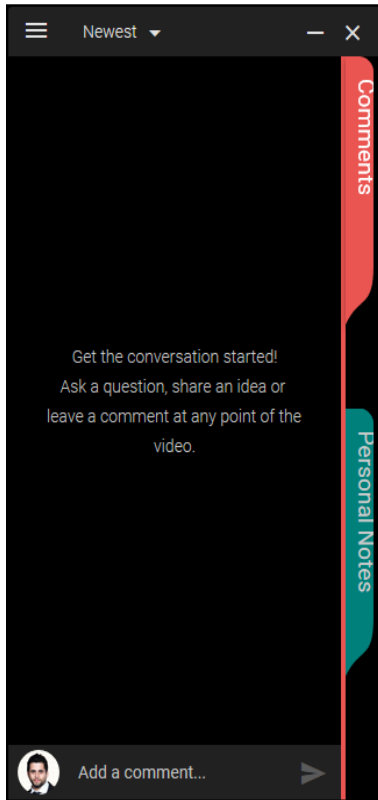 Newest
Comments
Get the conversation started!
Ask a question, share an idea or
leave a comment at any point of the
video.
Personal Notes
Add a comment...